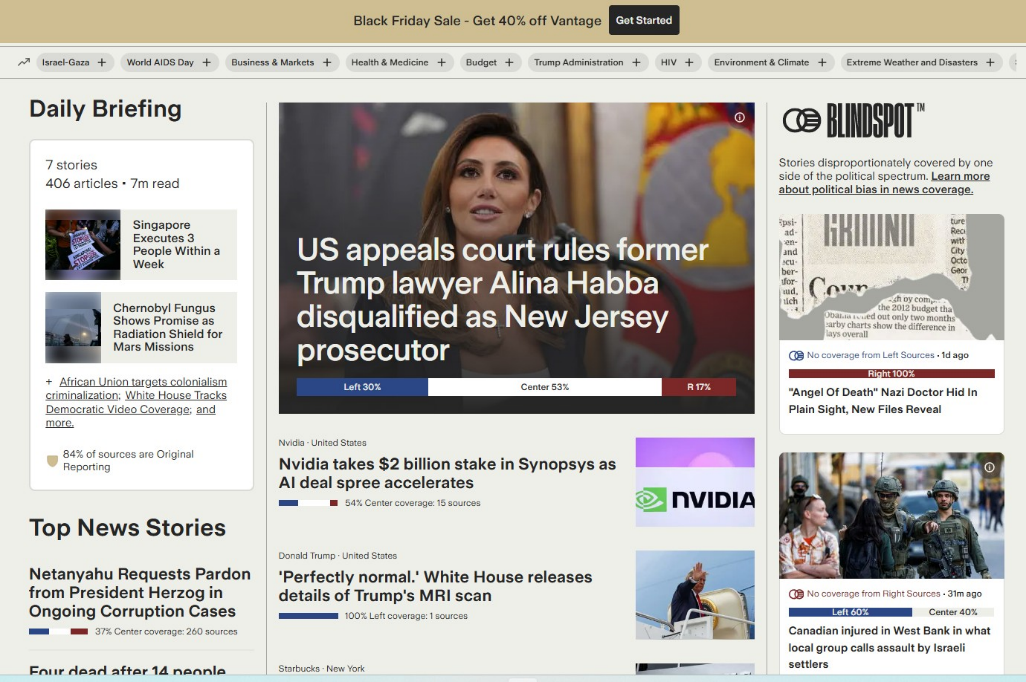 Black Friday Sale - Get 40% off Vantage
Get Started
Israel-Gaza +
World AIDS Day +
Business & Markets +
Health & Medicine +
Budget +
Trump Administration +
HIV +
Environment & Climate +
Extreme Weather and Disasters +
Daily Briefing
7 stories
406 articles • 7m read
Singapore
Executes 3
People Within a
Week
Chernobyl Fungus
Shows Promise as
Radiation Shield for
Mars Missions
+ African Union targets colonialism
criminalization; White House Tracks
Democratic Video Coverage; and
more.
84% of sources are Original
Reporting
Top News Stories
Netanyahu Requests Pardon
from President Herzog in
Ongoing Corruption Cases
37% Center coverage: 260 sources
Four dead after 14 people
US appeals court rules former
Trump lawyer Alina Habba
disqualified as New Jersey
prosecutor
Left 30%
Center 53%
R 17%
Nvidia · United States
Nvidia takes $2 billion stake in Synopsys as
AI deal spree accelerates
54% Center coverage: 15 sources
NVIDIA
Donald Trump · United States
'Perfectly normal.' White House releases
details of Trump's MRI scan
100% Left coverage: 1 sources
Starbucks · New York
BLINDSPOT™
Stories disproportionately covered by one
side of the political spectrum. Learn more
about political bias in news coverage.
No coverage from Left Sources • 1d ago
Right 100%
"Angel Of Death" Nazi Doctor Hid In
Plain Sight, New Files Reveal
No coverage from Right Sources • 31m ago
Left 60%
Center 40%
Canadian injured in West Bank in what
local group calls assault by Israeli
settlers